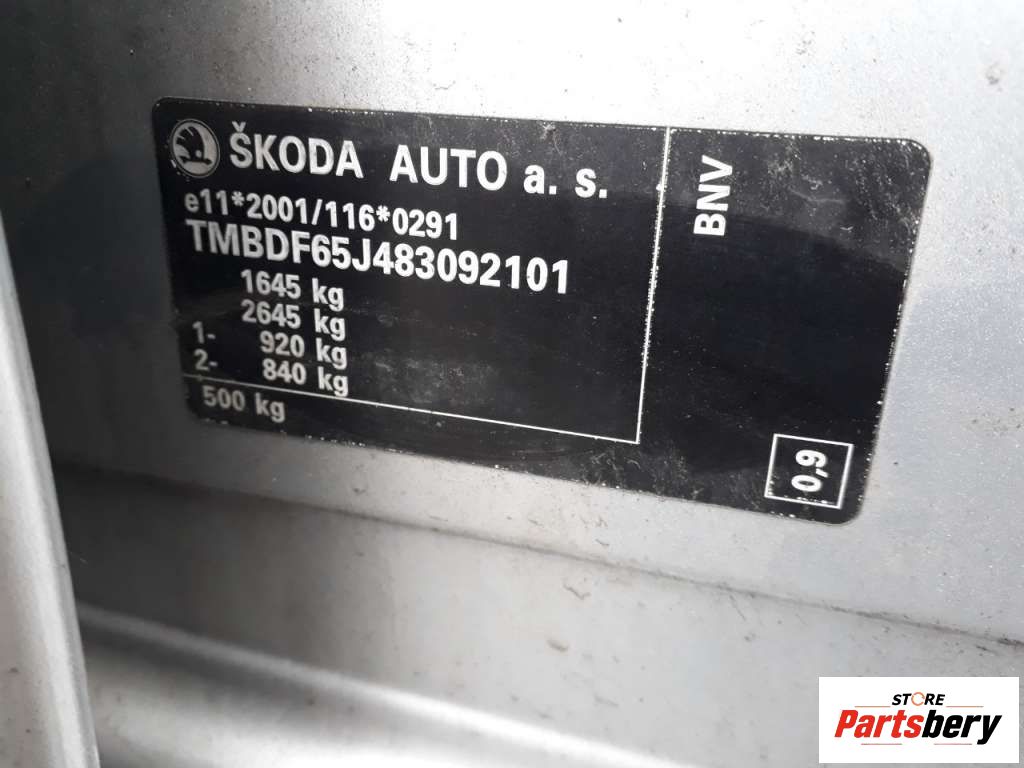 ŠKODA AUTO a. s.
e11*2001/116*0291
TMBDF65J483092101
1645 kg
2645 kg
1- 920 kg
2- 840 kg
500 kg
BNV
0,9
STORE
Partsbery